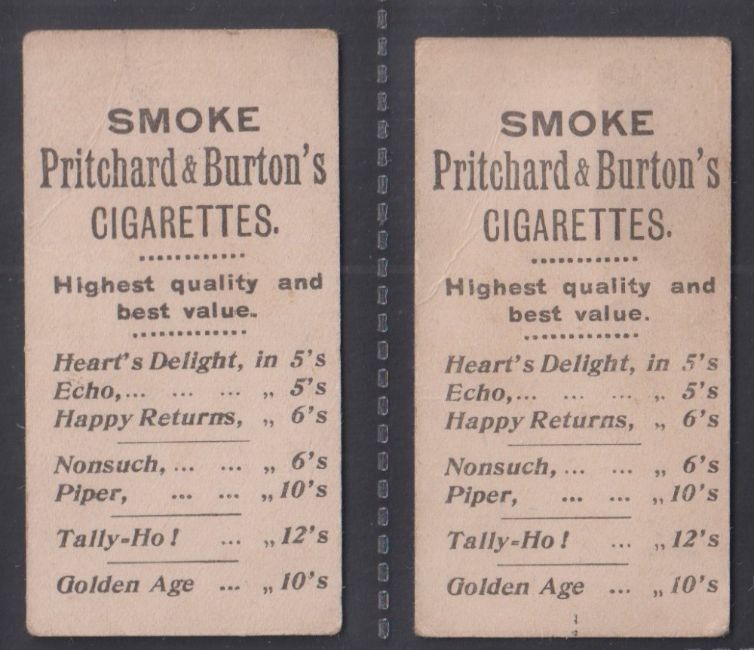 SMOKE
Pritchard & Burton's
CIGARETTES.
Highest quality and
best value.
Heart's Delight, in 5's
Echo,... ... ... „ 5's
Happy Returns, „ 6's
Nonsuch, ... ... „ 6's
Piper, ... ... „ 10's
Tally-Ho! ... „ 12's
Golden Age ... „ 10's
SMOKE
Pritchard & Burton's
CIGARETTES.
Highest quality and
best value.
Heart's Delight, in 5's
Echo,... ... ... „ 5's
Happy Returns, „ 6's
Nonsuch, ... ... „ 6's
Piper, ... ... „ 10's
Tally-Ho! ... „ 12's
Golden Age ... „ 10's